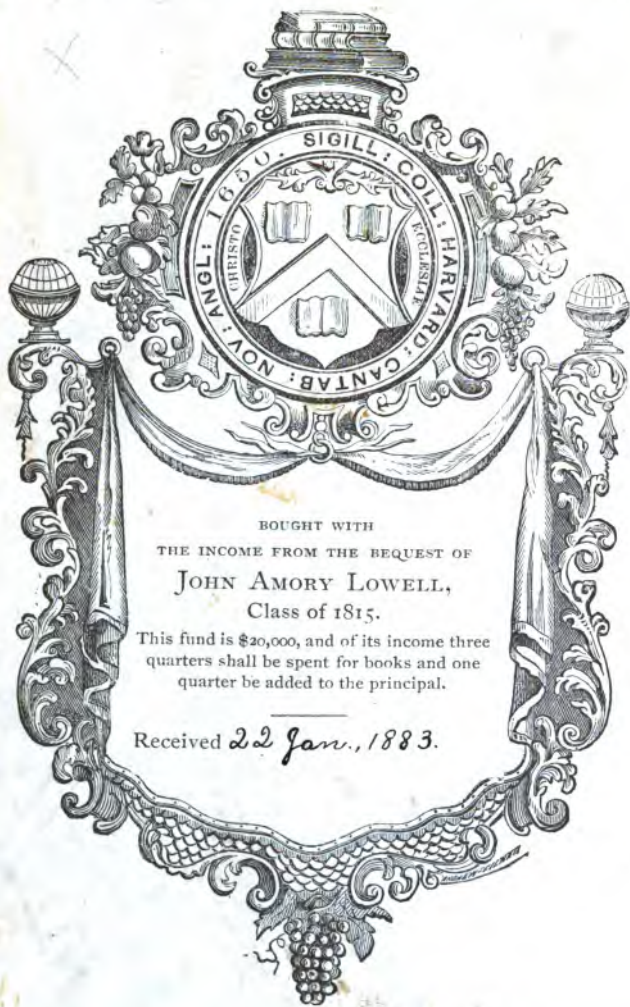 SIGILL: COLL: HARVARD: CANTAB: NOV: ANGL: 1650.
CHRISTO
ECCLESIAE
BOUGHT WITH
THE INCOME FROM THE BEQUEST OF
JOHN AMORY LOWELL,
Class of 1815.
This fund is $20,000, and of its income three
quarters shall be spent for books and one
quarter be added to the principal.
Received 22 Jan., 1883.